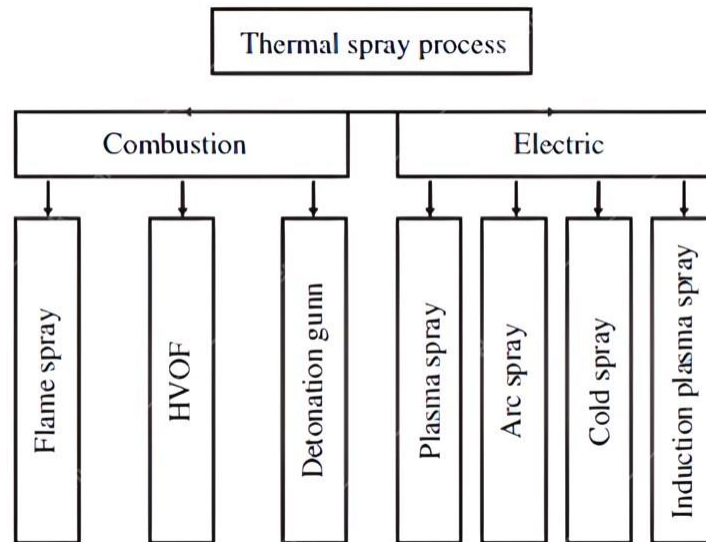 Thermal spray process
Combustion
Electric
Flame spray
HVOF
Detonation gunn
Plasma spray
Arc spray
Cold spray
Induction plasma spray